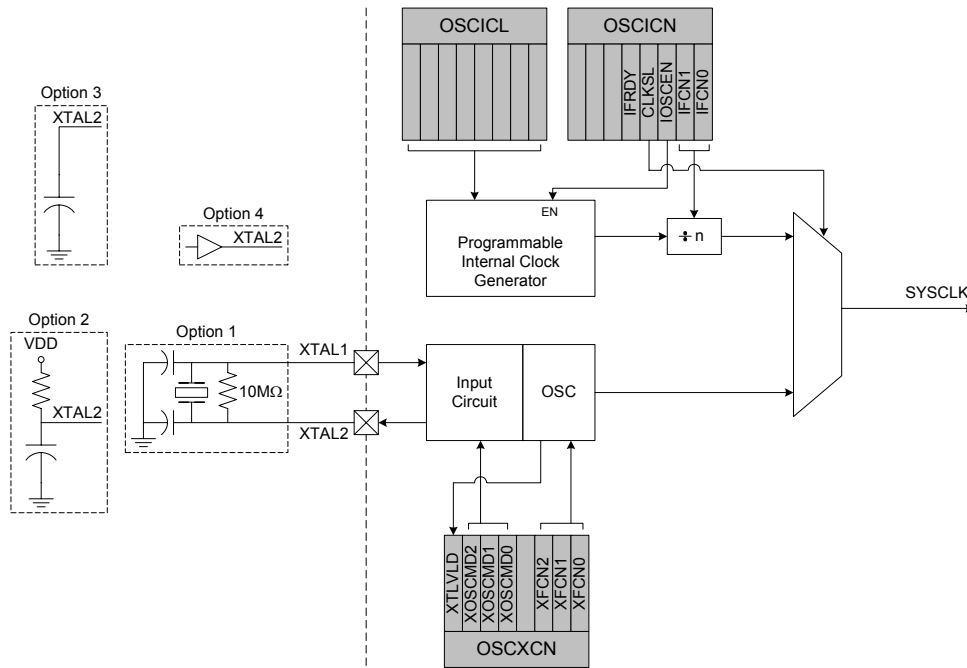 OSCICL
OSCICN
IFRDY
CLKSL
IOSCEN
IFCN1
IFCN0
Option 3
XTAL2
Option 4
XTAL2
EN
Programmable
Internal Clock
Generator
÷ n
SYSCLK
Option 2
VDD
XTAL2
Option 1
10MΩ
XTAL1
XTAL2
Input
Circuit
OSC
XTLVLD
XOSCMD2
XOSCMD1
XOSCMD0
XFCN2
XFCN1
XFCN0
OSCXCN